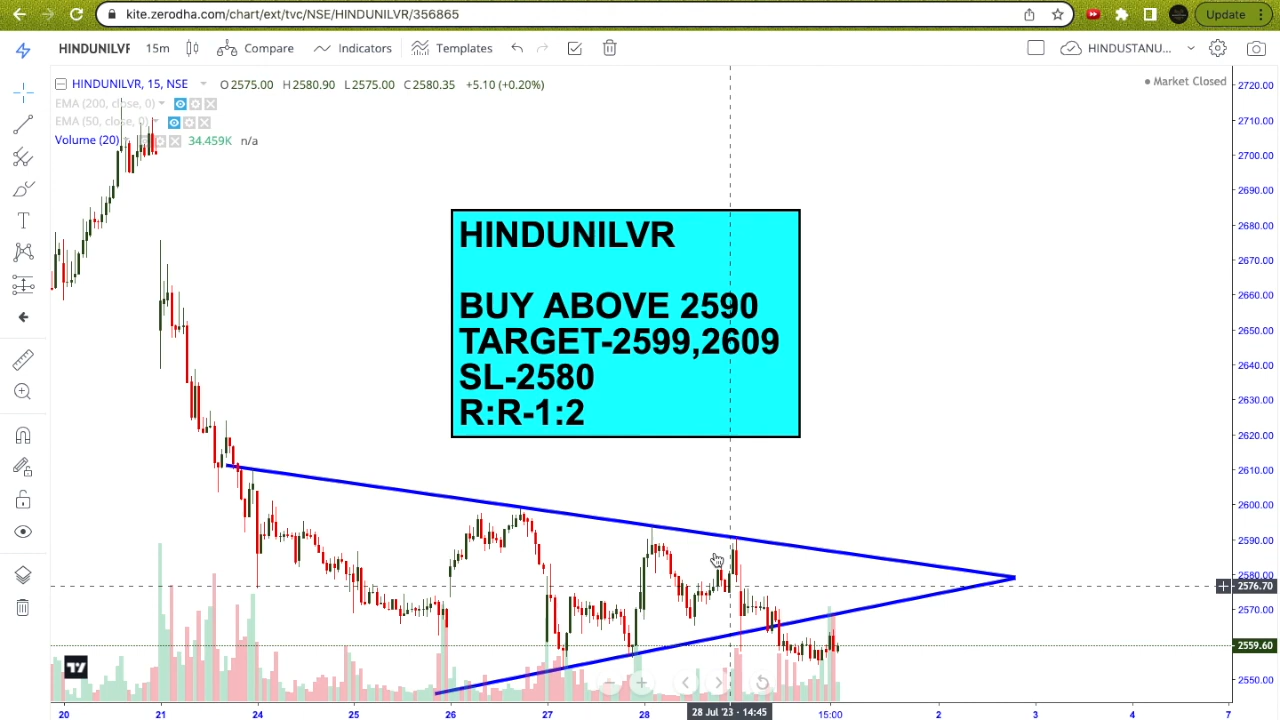 kite.zerodha.com/chart/ext/tvc/NSE/HINDUNILVR/356865
Update
HINDUNILVR
15m
Compare
Indicators
Templates
HINDUSTANU...
HINDUNILVR, 15, NSE
O2575.00 H2580.90 L2575.00 C2580.35 +5.10 (+0.20%)
Market Closed
EMA (200, close, 0)
EMA (50, close, 0)
Volume (20)
34.459K n/a
HINDUNILVR
BUY ABOVE 2590
TARGET-2599,2609
SL-2580
R:R-1:2
2720.00
2710.00
2700.00
2690.00
2680.00
2670.00
2660.00
2650.00
2640.00
2630.00
2620.00
2610.00
2600.00
2590.00
2580.00
2576.70
2570.00
2559.60
2550.00
20 21 24 25 26 27 28 28 Jul '23 - 14:45 15:00 2 3 4 7